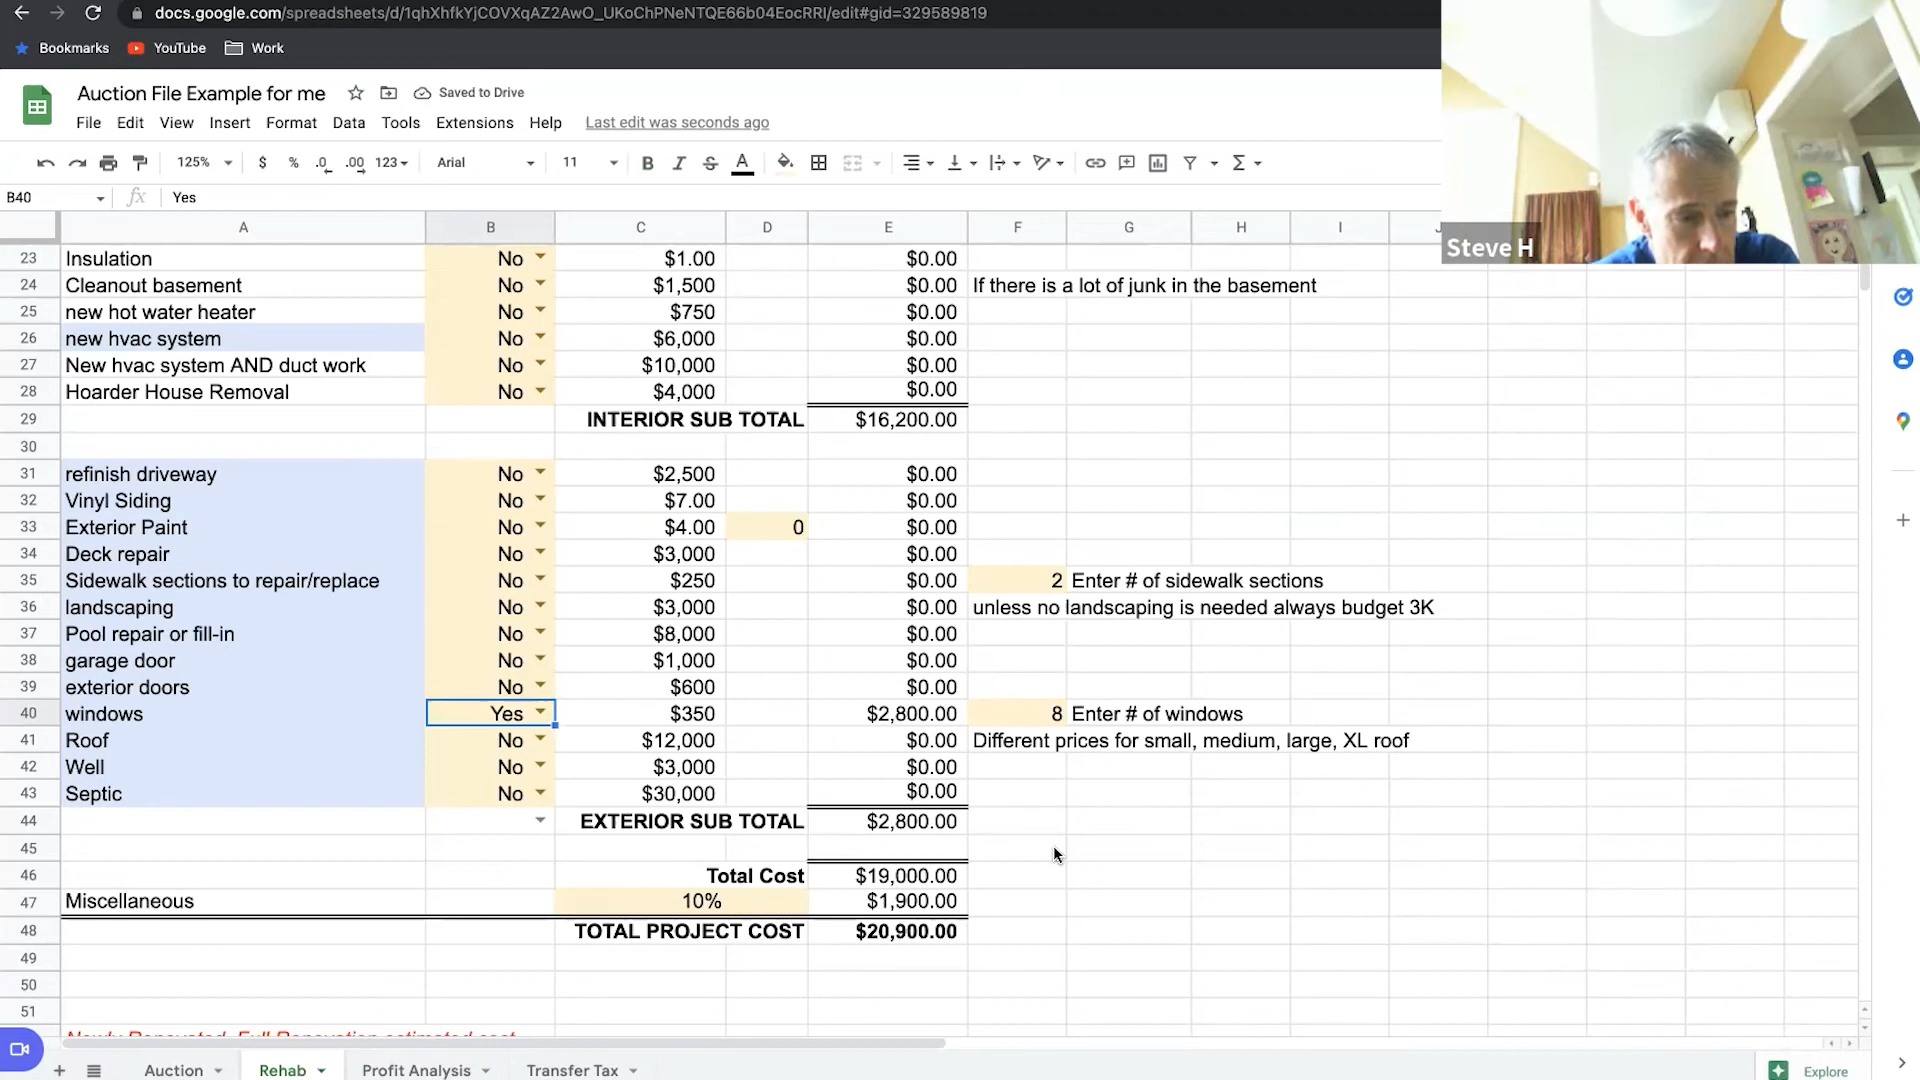 docs.google.com/spreadsheets/d/1qhXhfkYjCOVXqAZ2AwO_UKoChPNeNTQE66b04EocRRI/edit#gid=329589819
Bookmarks YouTube Work
Auction File Example for me Saved to Drive
File Edit View Insert Format Data Tools Extensions Help Last edit was seconds ago
125% $ % .0 .00 123 Arial 11 B I S A
B40 fx Yes
Steve H
A B C D E F G H I J
23 Insulation No $1.00 $0.00
24 Cleanout basement No $1,500 $0.00 If there is a lot of junk in the basement
25 new hot water heater No $750 $0.00
26 new hvac system No $6,000 $0.00
27 New hvac system AND duct work No $10,000 $0.00
28 Hoarder House Removal No $4,000 $0.00
29 INTERIOR SUB TOTAL $16,200.00
30
31 refinish driveway No $2,500 $0.00
32 Vinyl Siding No $7.00 $0.00
33 Exterior Paint No $4.00 0 $0.00
34 Deck repair No $3,000 $0.00
35 Sidewalk sections to repair/replace No $250 $0.00 2 Enter # of sidewalk sections
36 landscaping No $3,000 $0.00 unless no landscaping is needed always budget 3K
37 Pool repair or fill-in No $8,000 $0.00
38 garage door No $1,000 $0.00
39 exterior doors No $600 $0.00
40 windows Yes $350 $2,800.00 8 Enter # of windows
41 Roof No $12,000 $0.00 Different prices for small, medium, large, XL roof
42 Well No $3,000 $0.00
43 Septic No $30,000 $0.00
44 EXTERIOR SUB TOTAL $2,800.00
45
46 Total Cost $19,000.00
47 Miscellaneous 10% $1,900.00
48 TOTAL PROJECT COST $20,900.00
49
50
51
Auction Rehab Profit Analysis Transfer Tax Explore